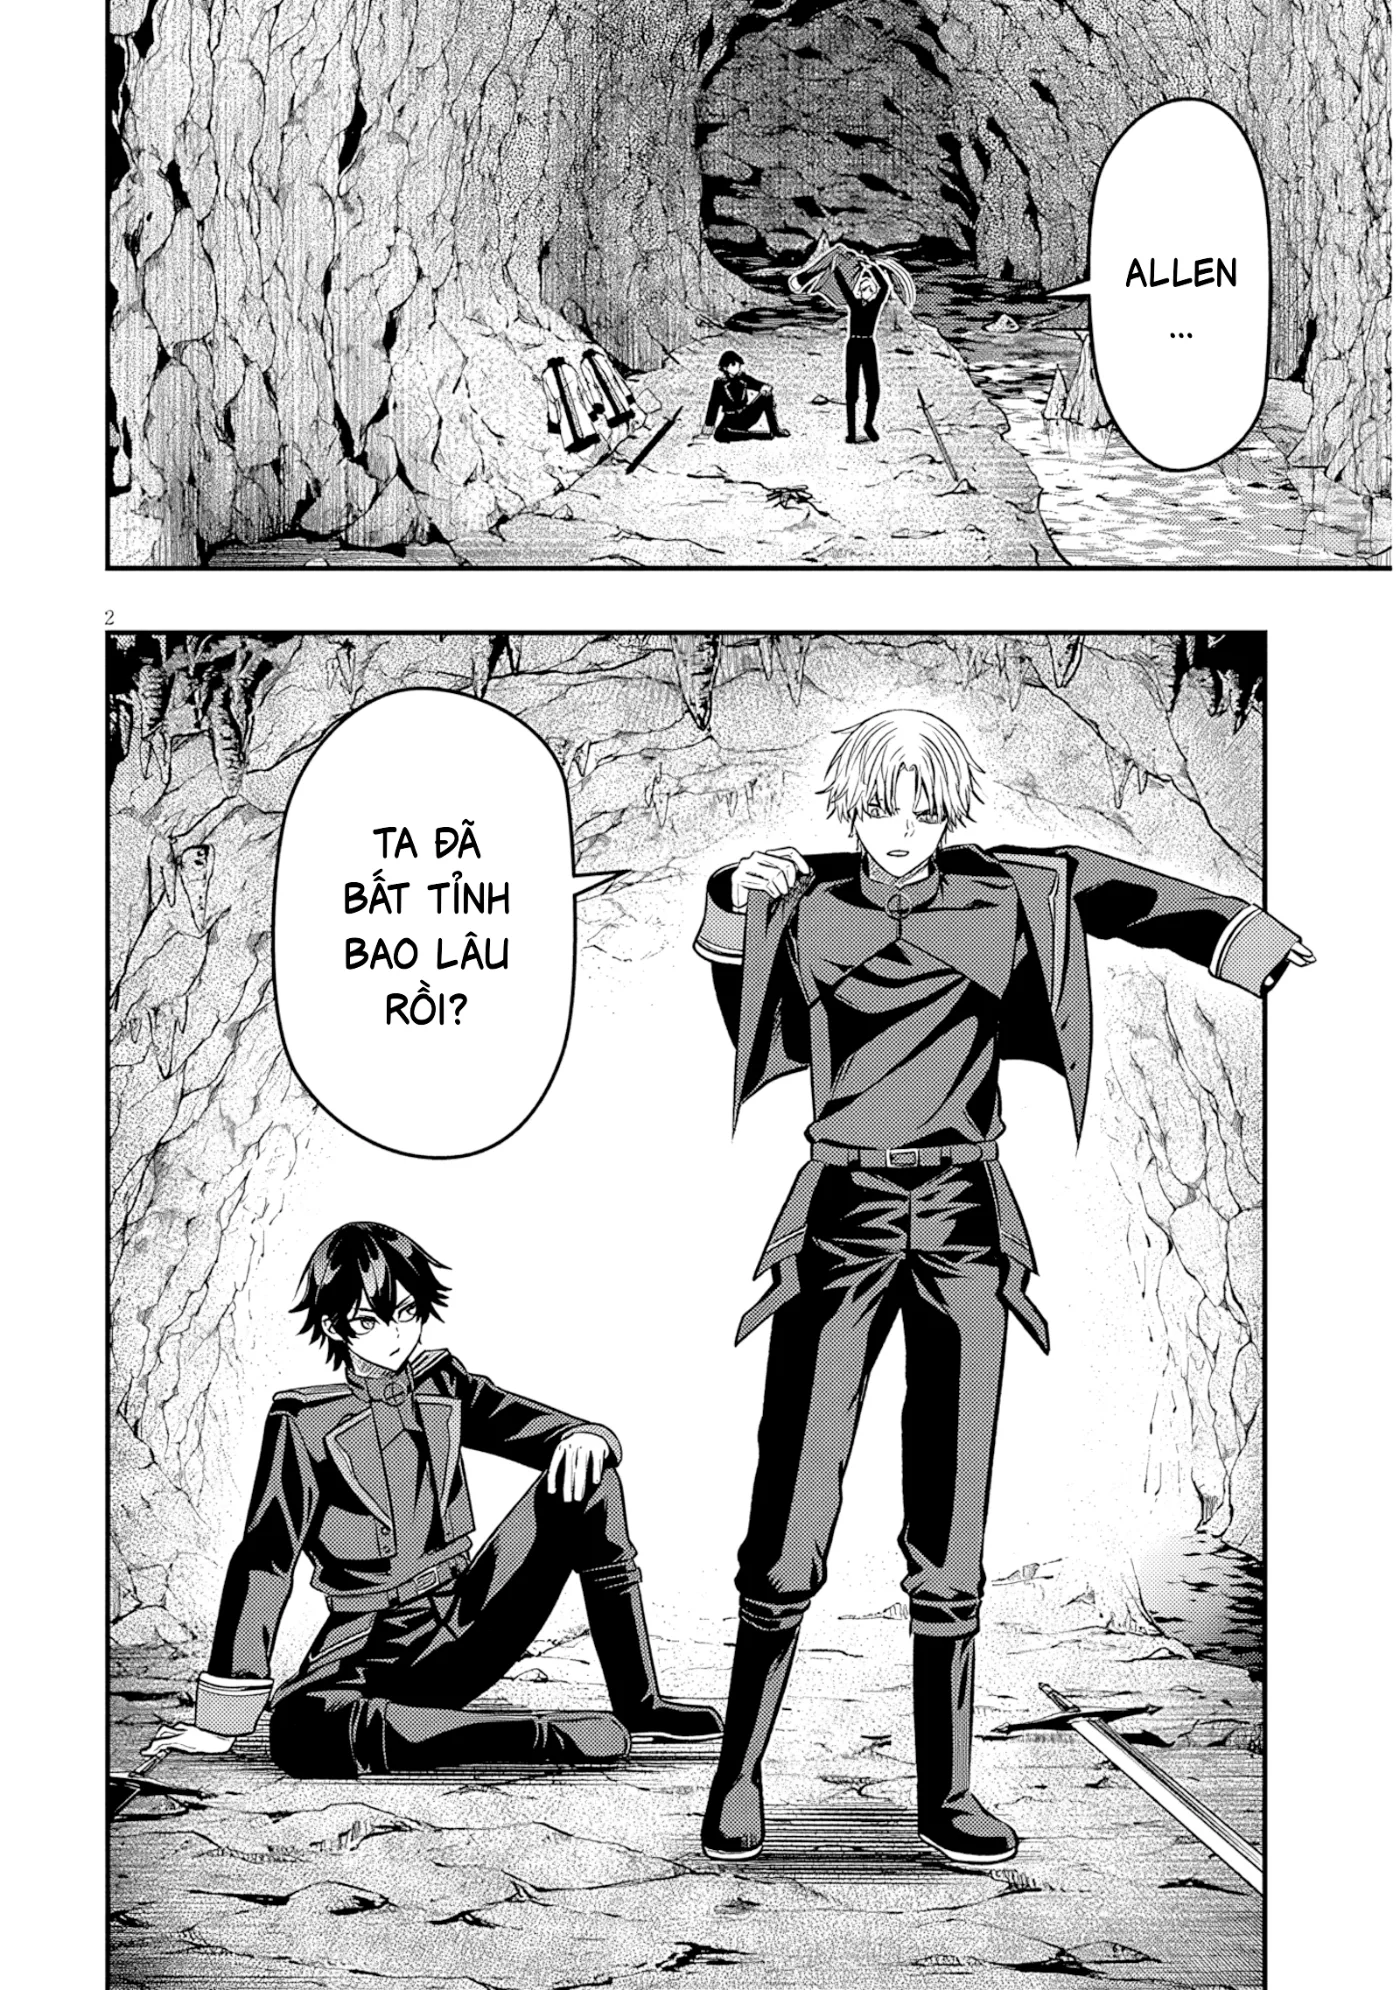 ALLEN
...
2
TA ĐÃ
BẤT TỈNH
BAO LÂU
RỒI?